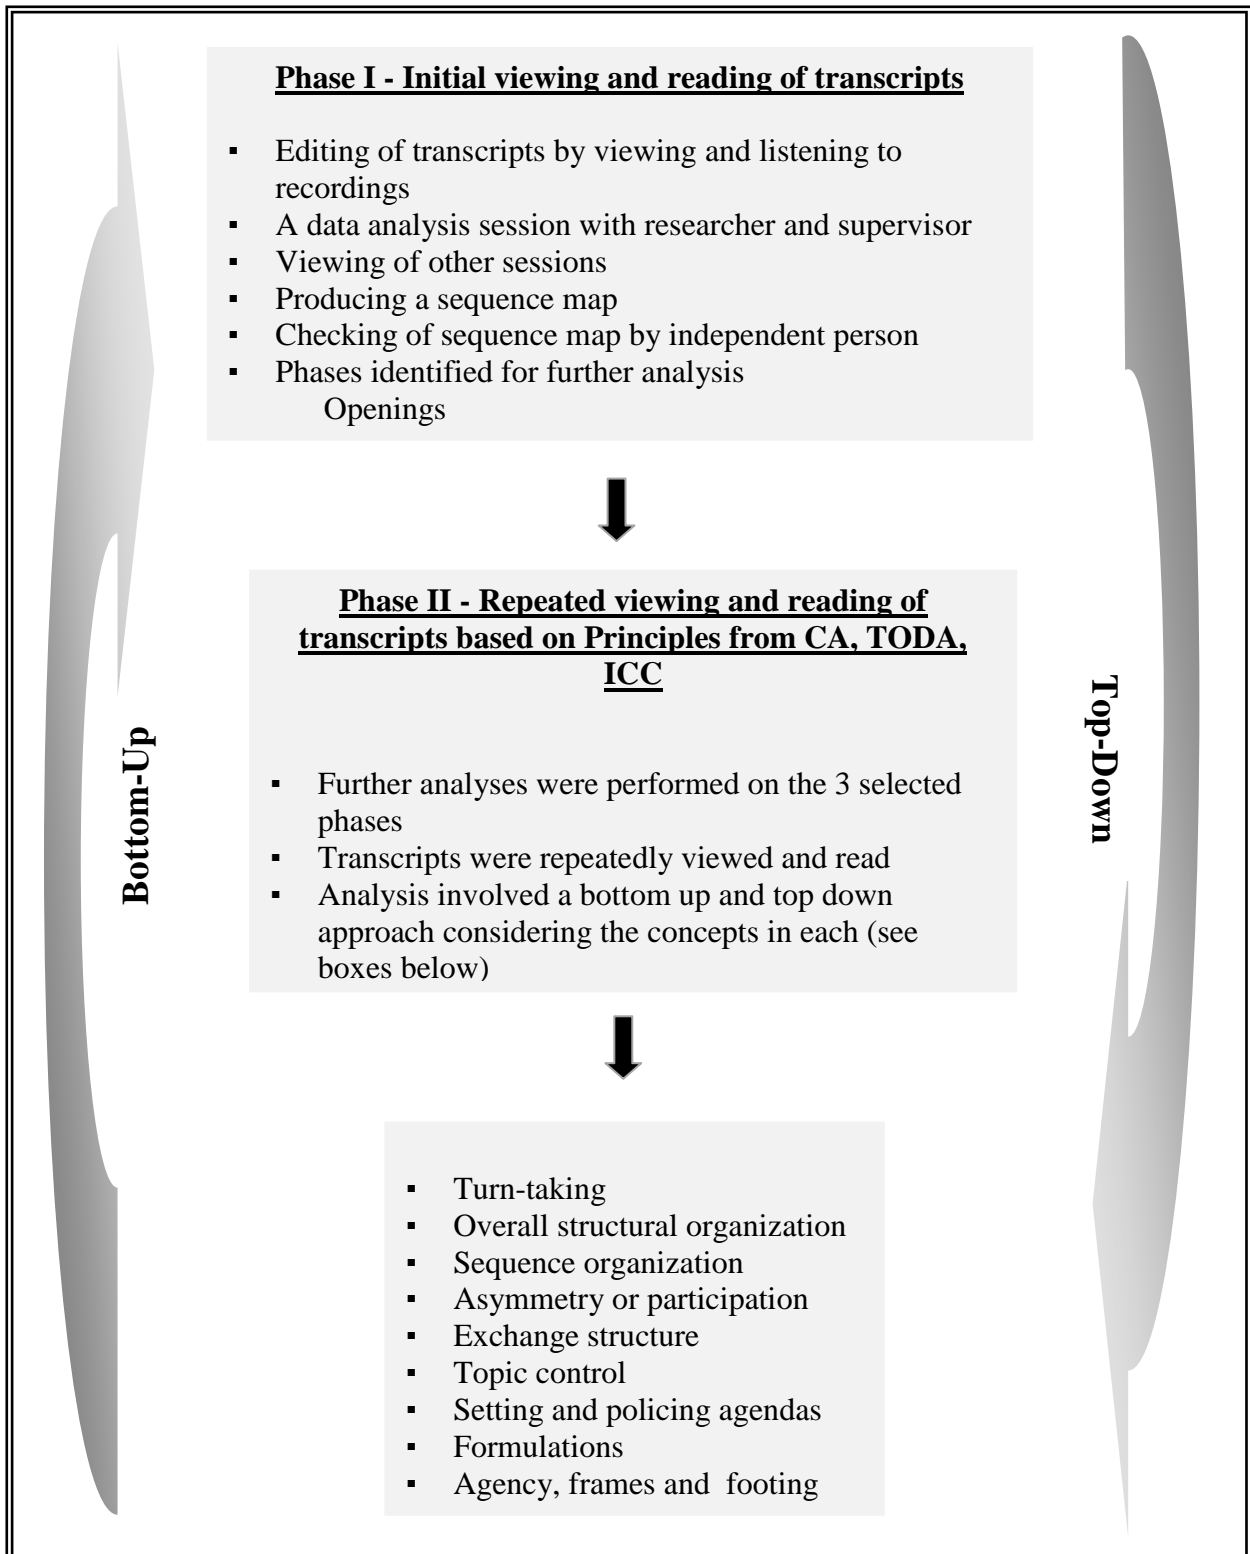 Phase I - Initial viewing and reading of transcripts
▪ Editing of transcripts by viewing and listening to
recordings
▪ A data analysis session with researcher and supervisor
▪ Viewing of other sessions
▪ Producing a sequence map
▪ Checking of sequence map by independent person
▪ Phases identified for further analysis
Openings
Phase II - Repeated viewing and reading of
transcripts based on Principles from CA, TODA,
ICC
▪ Further analyses were performed on the 3 selected
phases
▪ Transcripts were repeatedly viewed and read
▪ Analysis involved a bottom up and top down
approach considering the concepts in each (see
boxes below)
Bottom-Up
Top-Down
▪ Turn-taking
▪ Overall structural organization
▪ Sequence organization
▪ Asymmetry or participation
▪ Exchange structure
▪ Topic control
▪ Setting and policing agendas
▪ Formulations
▪ Agency, frames and footing